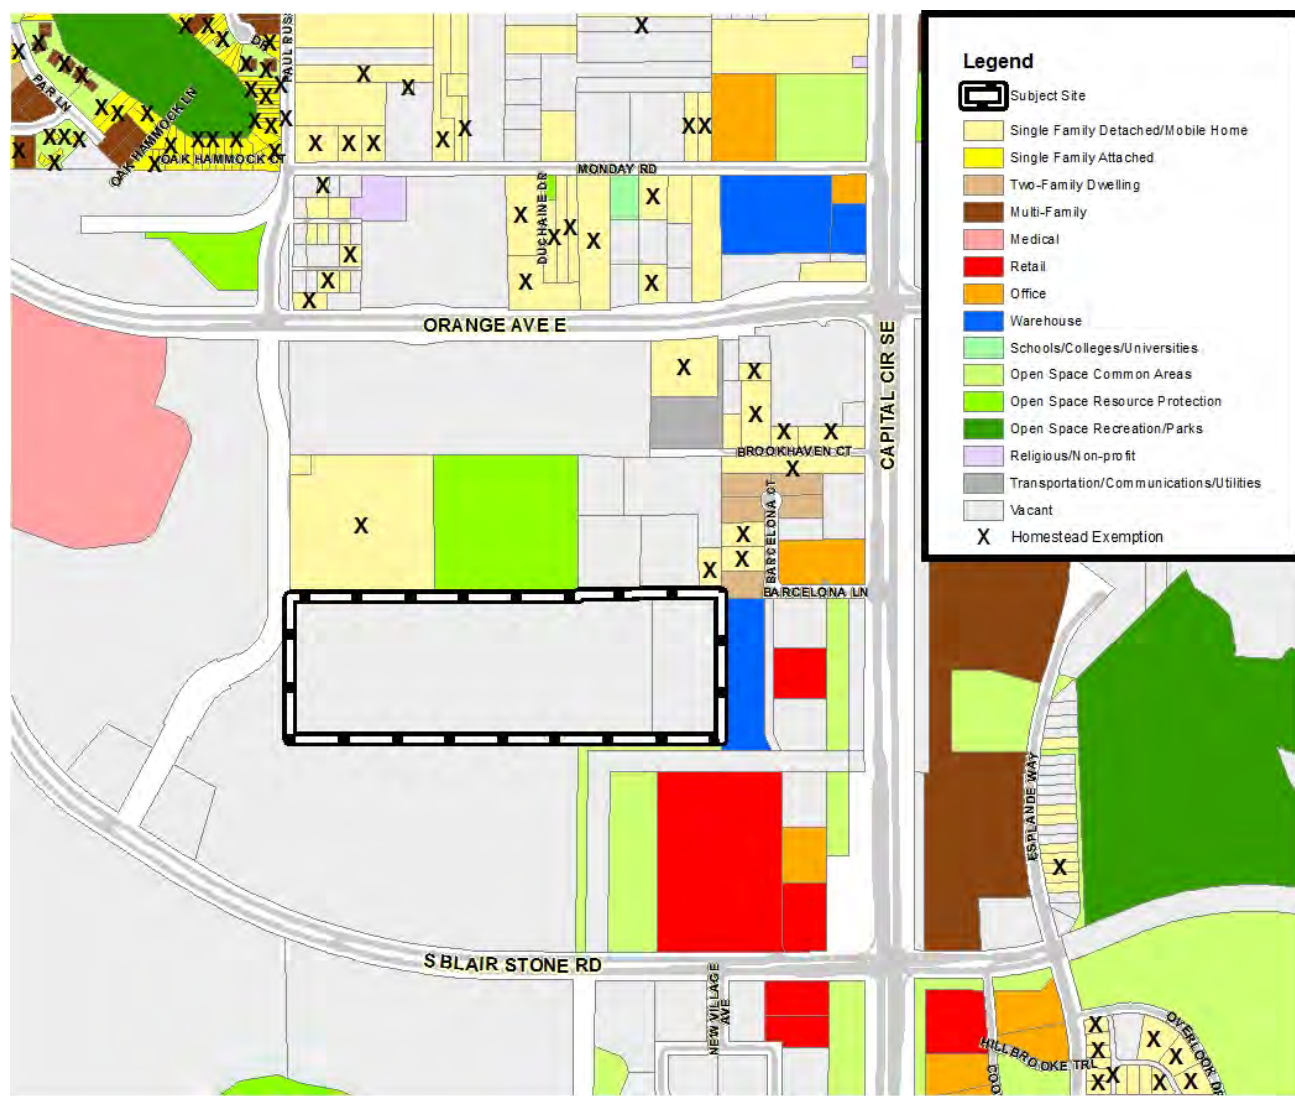 PAUL RUSS
DR
PAR LN
OAK HAMMOCK LN
OAK HAMMOCK CT
MONDAY RD
DUCHAINE DR
ORANGE AVE E
CAPITAL CIR SE
BROOKHAVEN CT
BARCELONA CT
BARCELONA LN
ESPLANDE WAY
S BLAIR STONE RD
NEW VILLAGE
AVE
HILLBROOKE TRL
COO
OVERLOOK DR
Legend
Subject Site
Single Family Detached/Mobile Home
Single Family Attached
Two-Family Dwelling
Multi-Family
Medical
Retail
Office
Warehouse
Schools/Colleges/Universities
Open Space Common Areas
Open Space Resource Protection
Open Space Recreation/Parks
Religious/Non-profit
Transportation/Communications/Utilities
Vacant
X Homestead Exemption